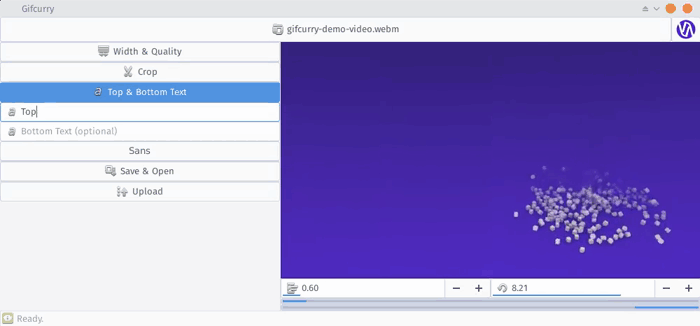 Gifcurry
gifcurry-demo-video.webm
Width & Quality
Crop
Top & Bottom Text
Top
Bottom Text (optional)
Sans
Save & Open
Upload
0.60
8.21
Ready.